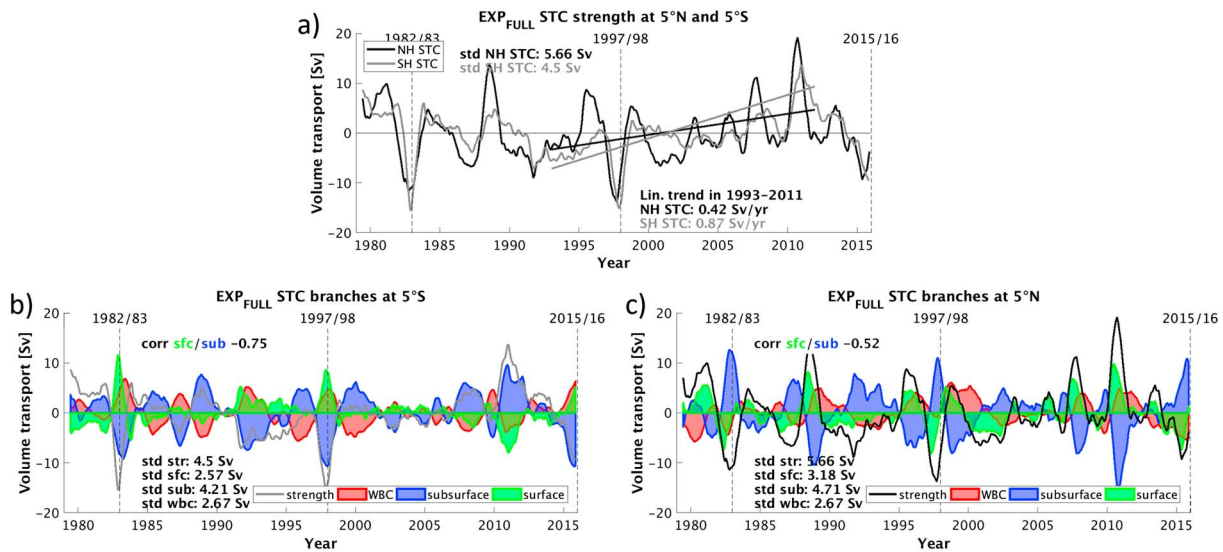 a)
EXP_FULL STC strength at 5°N and 5°S
1982/83
1997/98
2015/16
NH STC
SH STC
std NH STC: 5.66 Sv
std SH STC: 4.5 Sv
Volume transport [Sv]
20
10
0
-10
-20
Lin. trend in 1993-2011
NH STC: 0.42 Sv/yr
SH STC: 0.87 Sv/yr
1980 1985 1990 1995 2000 2005 2010 2015
Year
b)
EXP_FULL STC branches at 5°S
1982/83
1997/98
2015/16
corr sfc/sub -0.75
Volume transport [Sv]
20
10
0
-10
-20
std str: 4.5 Sv
std sfc: 2.57 Sv
std sub: 4.21 Sv
std wbc: 2.67 Sv
strength WBC subsurface surface
1980 1985 1990 1995 2000 2005 2010 2015
Year
c)
EXP_FULL STC branches at 5°N
1982/83
1997/98
2015/16
corr sfc/sub -0.52
Volume transport [Sv]
20
10
0
-10
-20
std str: 5.66 Sv
std sfc: 3.18 Sv
std sub: 4.71 Sv
std wbc: 2.67 Sv
strength WBC subsurface surface
1980 1985 1990 1995 2000 2005 2010 2015
Year